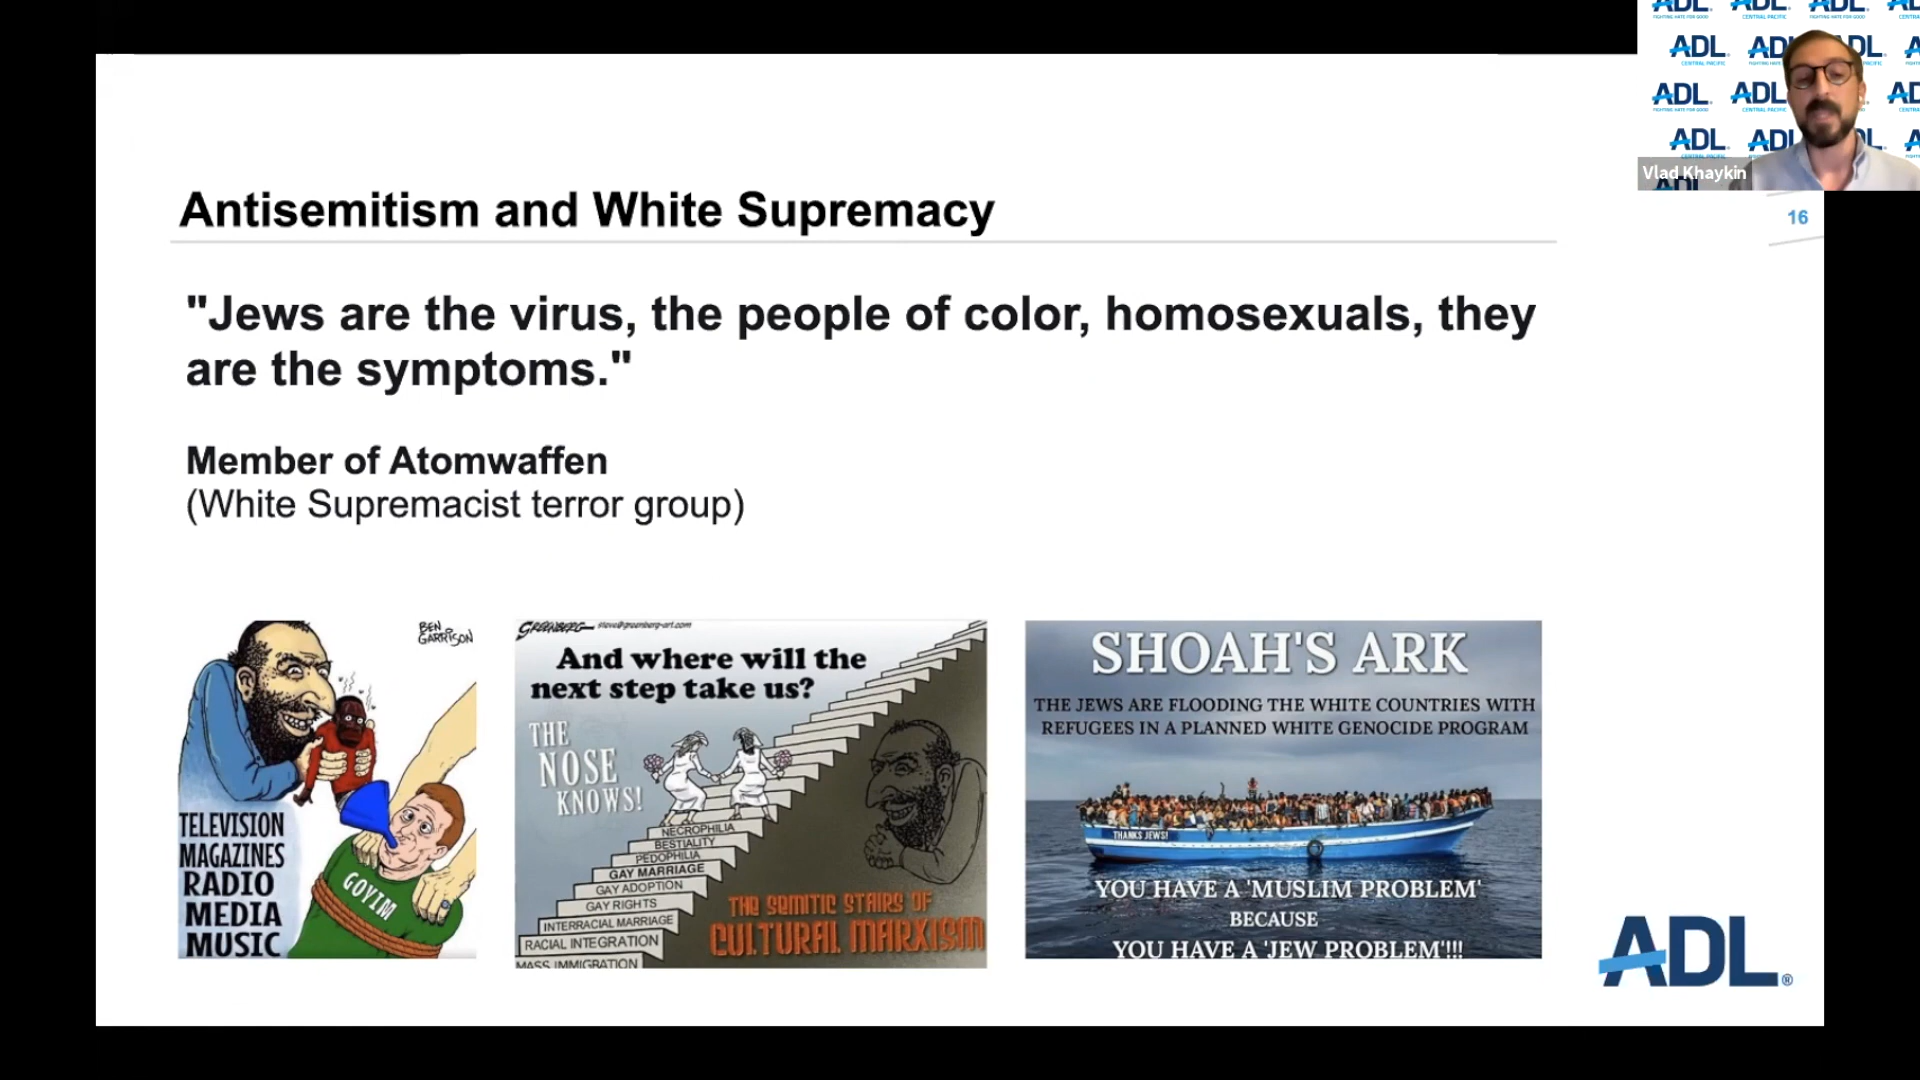 Antisemitism and White Supremacy
16
"Jews are the virus, the people of color, homosexuals, they
are the symptoms."
Member of Atomwaffen
(White Supremacist terror group)
BEN
GARRISON
TELEVISION
MAGAZINES
RADIO
MEDIA
MUSIC
GOYIM
GREENBERG steve@greenberg-art.com
And where will the
next step take us?
THE
NOSE
KNOWS!
NECROPHILIA
BESTIALITY
PEDOPHILIA
GAY MARRIAGE
GAY ADOPTION
GAY RIGHTS
INTERRACIAL MARRIAGE
RACIAL INTEGRATION
MASS IMMIGRATION
THE SEMITIC STAIRS OF
CULTURAL MARXISM
SHOAH'S ARK
THE JEWS ARE FLOODING THE WHITE COUNTRIES WITH
REFUGEES IN A PLANNED WHITE GENOCIDE PROGRAM
THANKS JEWS!
YOU HAVE A 'MUSLIM PROBLEM'
BECAUSE
YOU HAVE A 'JEW PROBLEM'!!!
ADL®
ADL
FIGHTING HATE FOR GOOD
ADL
CENTRAL PACIFIC
Vlad Khaykin